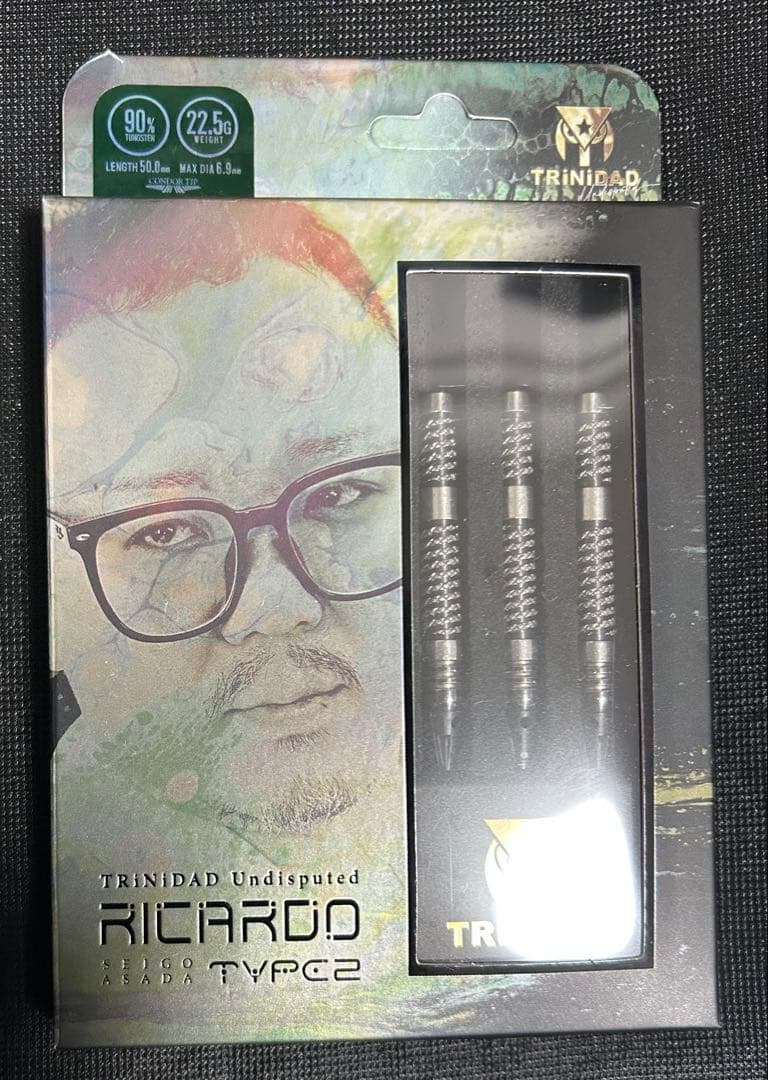 90%
TUNGSTEN
22.5G
WEIGHT
LENGTH 50.0mm MAX DIA 6.9mm
CONDOR TIP
TRiNiDAD
TR
TRiNiDAD Undisputed
RICARDO
SEIGO
ASADA
TYPE2